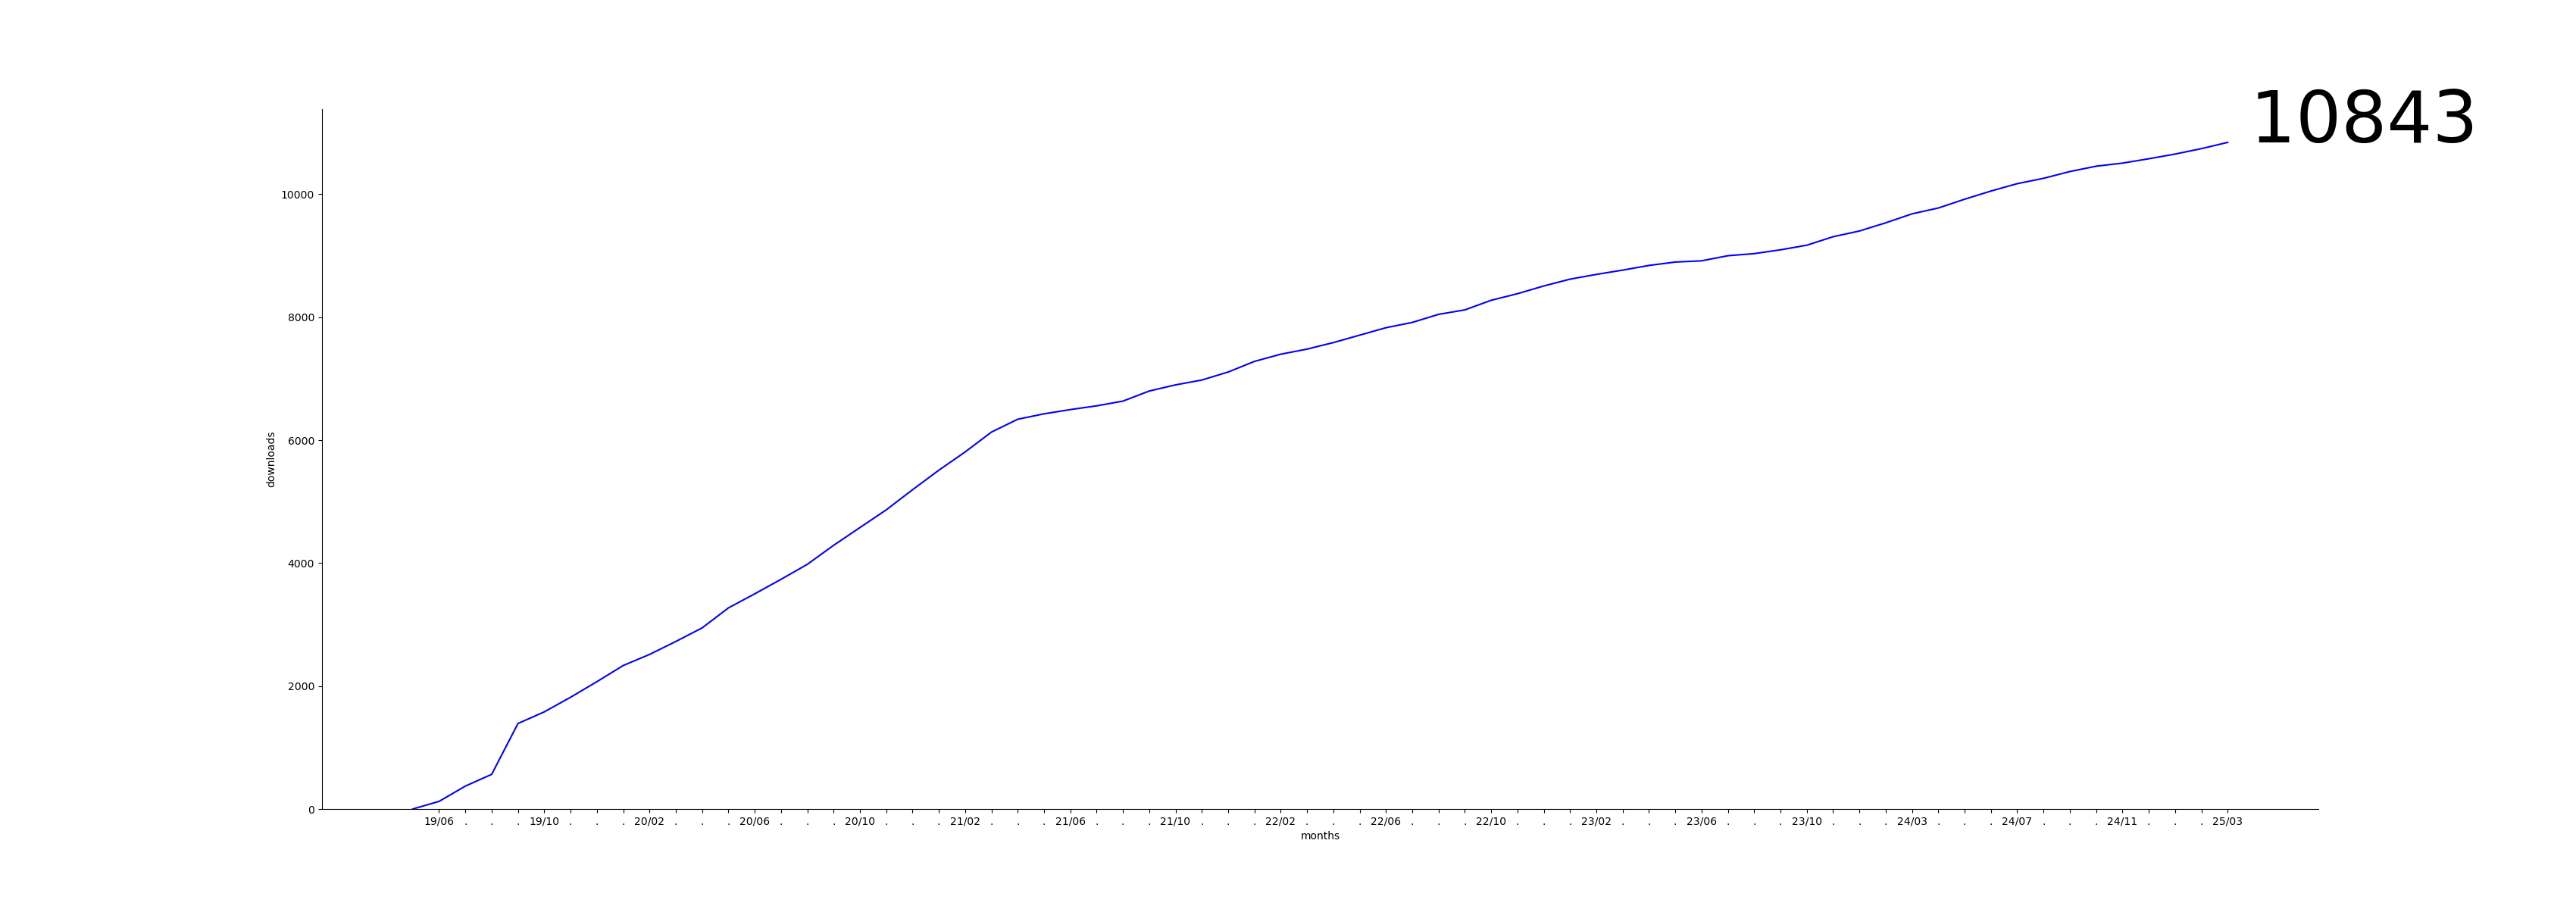 10843
10000
8000
6000
4000
2000
0
downloads
19/06 . . . 19/10 . . . 20/02 . . . 20/06 . . . 20/10 . . . 21/02 . . . 21/06 . . . 21/10 . . . 22/02 . . . 22/06 . . . 22/10 . . . 23/02 . . . 23/06 . . . 23/10 . . . 24/03 . . . 24/07 . . . 24/11 . . . 25/03
months